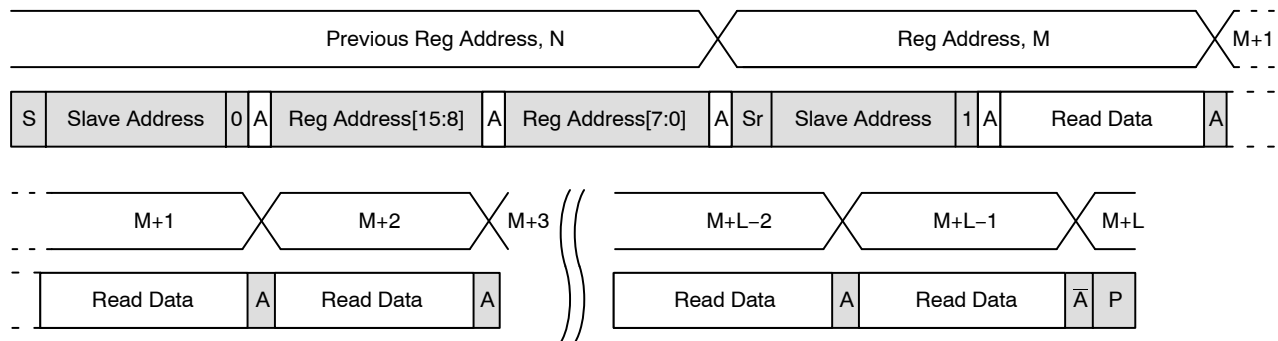 Previous Reg Address, N Reg Address, M M+1
S Slave Address 0 A Reg Address[15:8] A Reg Address[7:0] A Sr Slave Address 1 A Read Data A
M+1 M+2 M+3 M+L−2 M+L−1 M+L
Read Data A Read Data A Read Data A Read Data A̅ P